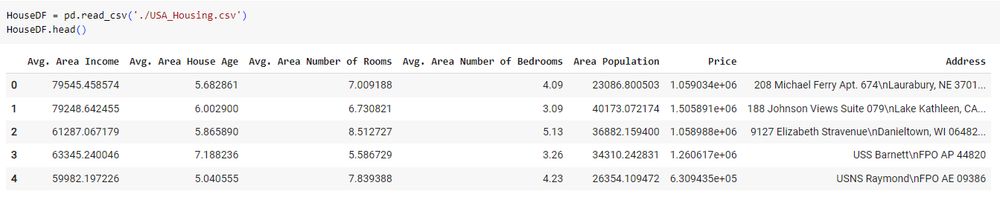 HouseDF = pd.read_csv('./USA_Housing.csv')
HouseDF.head()
Avg. Area Income Avg. Area House Age Avg. Area Number of Rooms Avg. Area Number of Bedrooms Area Population Price Address
0 79545.458574 5.682861 7.009188 4.09 23086.800503 1.059034e+06 208 Michael Ferry Apt. 674\nLaurabury, NE 3701...
1 79248.642455 6.002900 6.730821 3.09 40173.072174 1.505891e+06 188 Johnson Views Suite 079\nLake Kathleen, CA...
2 61287.067179 5.865890 8.512727 5.13 36882.159400 1.058988e+06 9127 Elizabeth Stravenue\nDanieltown, WI 06482...
3 63345.240046 7.188236 5.586729 3.26 34310.242831 1.260617e+06 USS Barnett\nFPO AP 44820
4 59982.197226 5.040555 7.839388 4.23 26354.109472 6.309435e+05 USNS Raymond\nFPO AE 09386